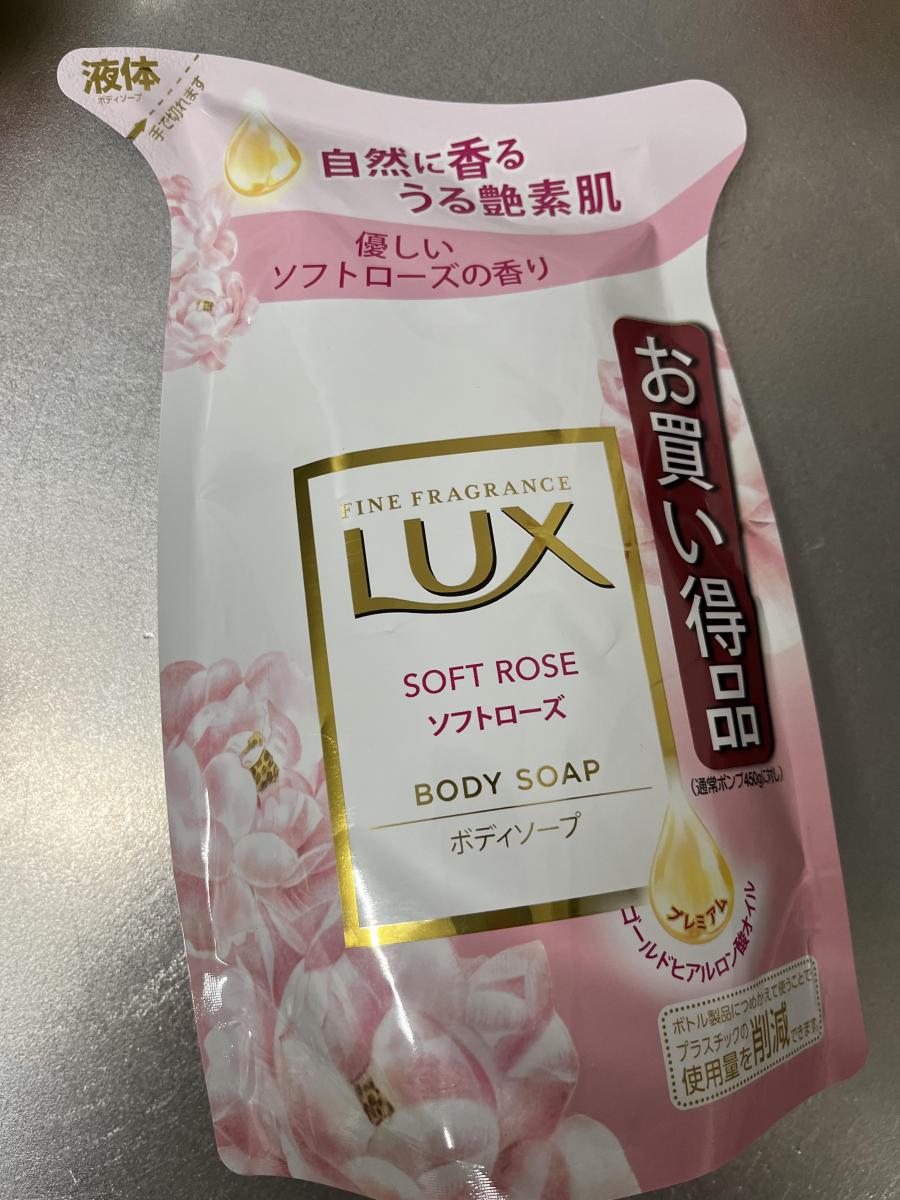 液体
ボディソープ
手で切れます
自然に香る
うる艶素肌
優しい
ソフトローズの香り
お買い得品
(通常ポンプ450gに対し)
FINE FRAGRANCE
LUX
SOFT ROSE
ソフトローズ
BODY SOAP
ボディソープ
プレミアム
ゴールドヒアルロン酸オイル
ボトル製品につめかえて使うことで
プラスチックの
使用量を削減できます。